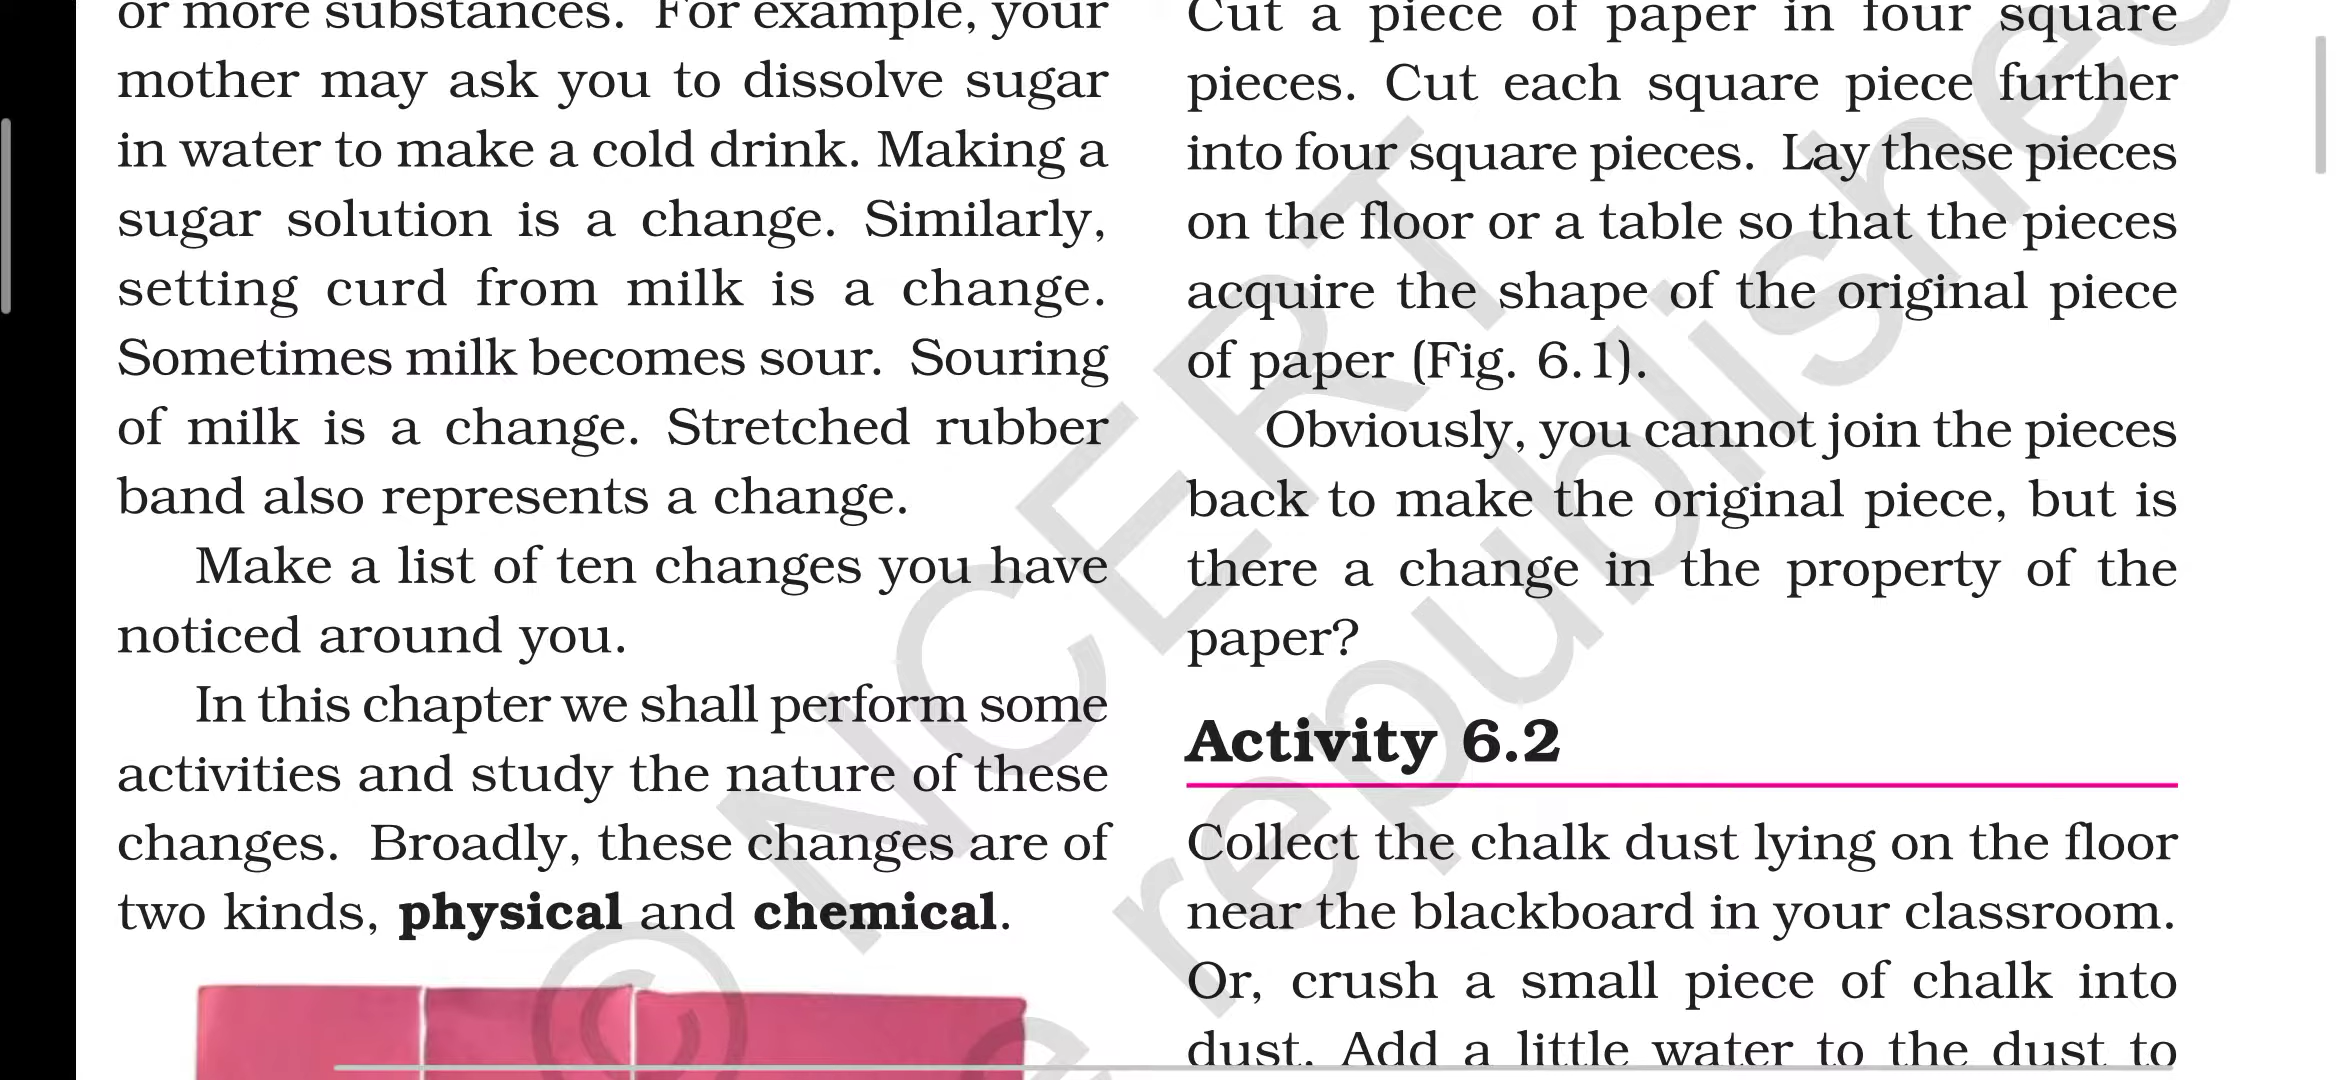 or more substances. For example, your
mother may ask you to dissolve sugar
in water to make a cold drink. Making a
sugar solution is a change. Similarly,
setting curd from milk is a change.
Sometimes milk becomes sour. Souring
of milk is a change. Stretched rubber
band also represents a change.
Make a list of ten changes you have
noticed around you.
In this chapter we shall perform some
activities and study the nature of these
changes. Broadly, these changes are of
two kinds, physical and chemical.
Cut a piece of paper in four square
pieces. Cut each square piece further
into four square pieces. Lay these pieces
on the floor or a table so that the pieces
acquire the shape of the original piece
of paper (Fig. 6.1).
Obviously, you cannot join the pieces
back to make the original piece, but is
there a change in the property of the
paper?
Activity 6.2
Collect the chalk dust lying on the floor
near the blackboard in your classroom.
Or, crush a small piece of chalk into
dust. Add a little water to the dust to
© NCERT
republished